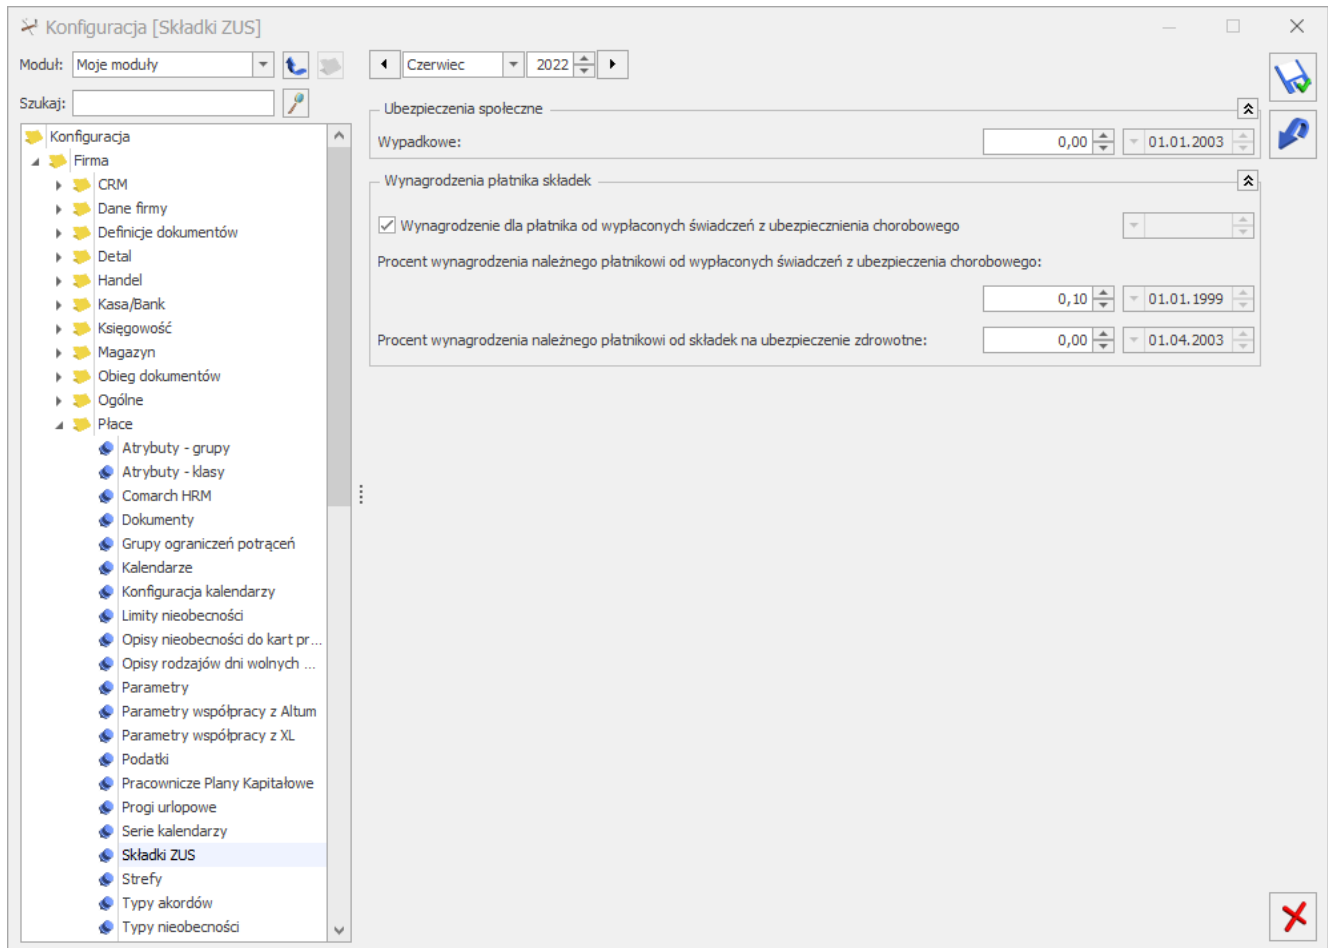 Konfiguracja [Składki ZUS]
Moduł: Moje moduły
Czerwiec 2022
Szukaj:
Konfiguracja
Firma
CRM
Dane firmy
Definicje dokumentów
Detal
Handel
Kasa/Bank
Księgowość
Magazyn
Obieg dokumentów
Ogólne
Płace
Atrybuty - grupy
Atrybuty - klasy
Comarch HRM
Dokumenty
Grupy ograniczeń potrąceń
Kalendarze
Konfiguracja kalendarzy
Limity nieobecności
Opisy nieobecności do kart pr...
Opisy rodzajów dni wolnych ...
Parametry
Parametry współpracy z Altum
Parametry współpracy z XL
Podatki
Pracownicze Plany Kapitałowe
Progi urlopowe
Serie kalendarzy
Składki ZUS
Strefy
Typy akordów
Typy nieobecności
Ubezpieczenia społeczne
Wypadkowe: 0,00 01.01.2003
Wynagrodzenia płatnika składek
Wynagrodzenie dla płatnika od wypłaconych świadczeń z ubezpiecznienia chorobowego
Procent wynagrodzenia należnego płatnikowi od wypłaconych świadczeń z ubezpieczenia chorobowego:
0,10 01.01.1999
Procent wynagrodzenia należnego płatnikowi od składek na ubezpieczenie zdrowotne: 0,00 01.04.2003